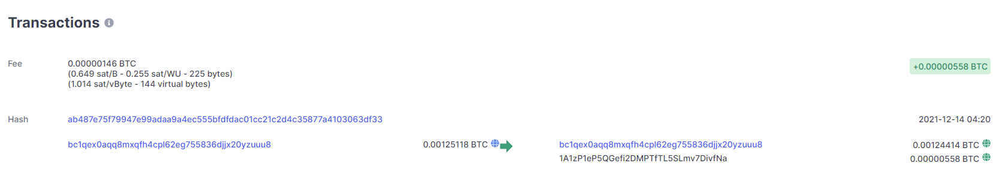 Transactions
Fee
0.00000146 BTC
(0.649 sat/B - 0.255 sat/WU - 225 bytes)
(1.014 sat/vByte - 144 virtual bytes)
+0.00000558 BTC
Hash
ab487e75f79947e99adaa9a4ec555bfdfdac01cc21c2d4c35877a4103063df33
2021-12-14 04:20
bc1qex0aqq8mxqfh4cpl62eg755836djjx20yzuuu8
0.00125118 BTC
bc1qex0aqq8mxqfh4cpl62eg755836djjx20yzuuu8
0.00124414 BTC
1A1zP1eP5QGefi2DMPTfTL5SLmv7DivfNa
0.00000558 BTC